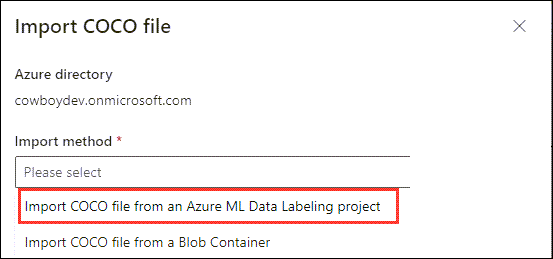 Import COCO file
Azure directory
cowboydev.onmicrosoft.com
Import method *
Please select
Import COCO file from an Azure ML Data Labeling project
Import COCO file from a Blob Container